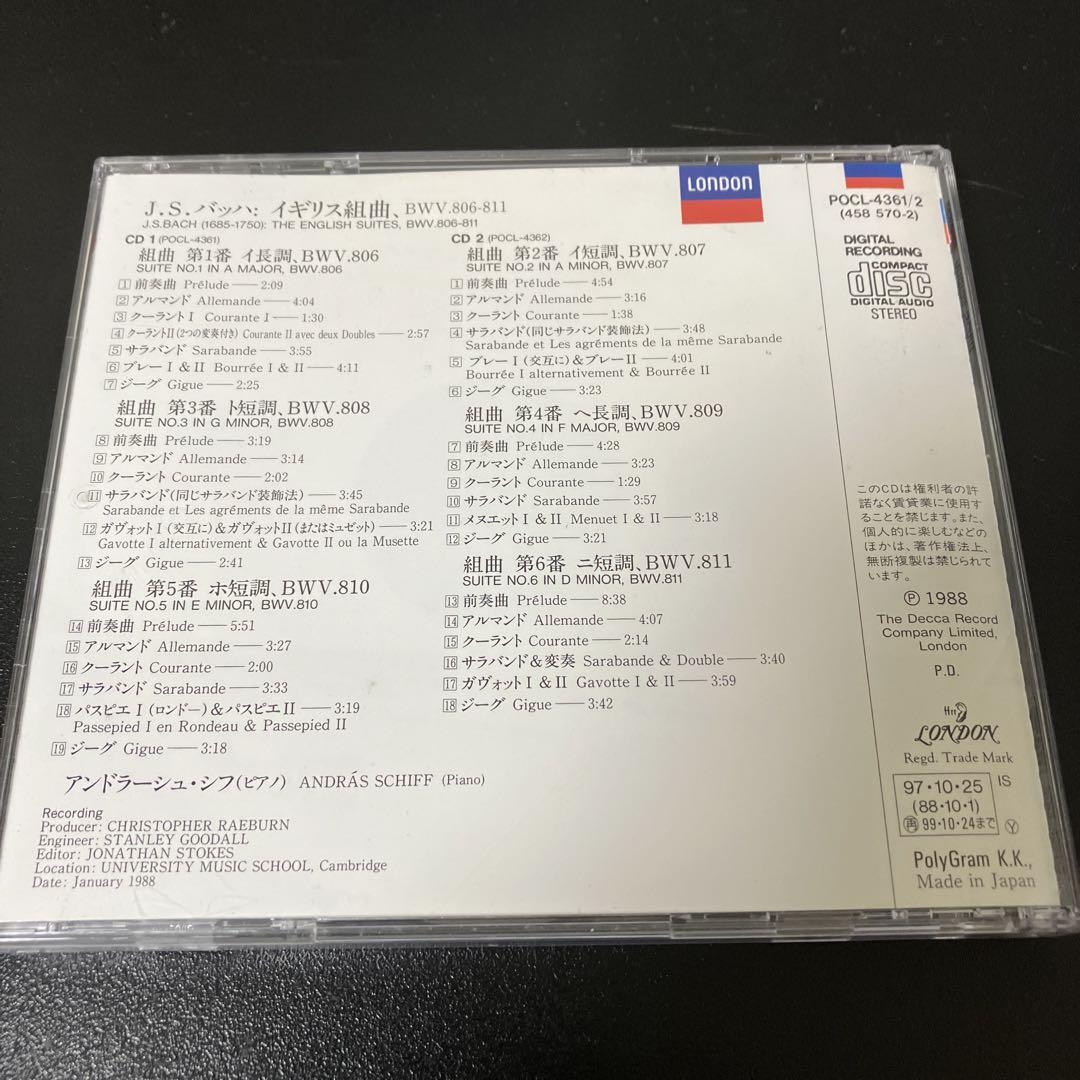 J.S.バッハ: イギリス組曲、BWV.806-811
J.S.BACH (1685-1750): THE ENGLISH SUITES, BWV.806-811
CD 1 (POCL-4361)
組曲 第1番 イ長調、BWV.806
SUITE NO.1 IN A MAJOR, BWV.806
1 前奏曲 Prélude — 2:09
2 アルマンド Allemande — 4:04
3 クーラントI Courante I — 1:30
4 クーラントII(2つの変奏付き) Courante II avec deux Doubles — 2:57
5 サラバンド Sarabande — 3:55
6 ブレー I & II Bourrée I & II — 4:11
7 ジーグ Gigue — 2:25
組曲 第3番 ト短調、BWV.808
SUITE NO.3 IN G MINOR, BWV.808
8 前奏曲 Prélude — 3:19
9 アルマンド Allemande — 3:14
10 クーラント Courante — 2:02
11 サラバンド(同じサラバンド装飾法) — 3:45
Sarabande et Les agréments de la même Sarabande
12 ガヴォットI(交互に)&ガヴォットII(またはミュゼット) — 3:21
Gavotte I alternativement & Gavotte II ou la Musette
13 ジーグ Gigue — 2:41
組曲 第5番 ホ短調、BWV.810
SUITE NO.5 IN E MINOR, BWV.810
14 前奏曲 Prélude — 5:51
15 アルマンド Allemande — 3:27
16 クーラント Courante — 2:00
17 サラバンド Sarabande — 3:33
18 パスピエ I(ロンドー)&パスピエII — 3:19
Passepied I en Rondeau & Passepied II
19 ジーグ Gigue — 3:18
CD 2 (POCL-4362)
組曲 第2番 イ短調、BWV.807
SUITE NO.2 IN A MINOR, BWV.807
1 前奏曲 Prélude — 4:54
2 アルマンド Allemande — 3:16
3 クーラント Courante — 1:38
4 サラバンド(同じサラバンド装飾法) — 3:48
Sarabande et Les agréments de la même Sarabande
5 ブレーI(交互に)&ブレーII — 4:01
Bourrée I alternativement & Bourrée II
6 ジーグ Gigue — 3:23
組曲 第4番 ヘ長調、BWV.809
SUITE NO.4 IN F MAJOR, BWV.809
7 前奏曲 Prélude — 4:28
8 アルマンド Allemande — 3:23
9 クーラント Courante — 1:29
10 サラバンド Sarabande — 3:57
11 メヌエットI & II Menuet I & II — 3:18
12 ジーグ Gigue — 3:21
組曲 第6番 ニ短調、BWV.811
SUITE NO.6 IN D MINOR, BWV.811
13 前奏曲 Prélude — 8:38
14 アルマンド Allemande — 4:07
15 クーラント Courante — 2:14
16 サラバンド&変奏 Sarabande & Double — 3:40
17 ガヴォットI & II Gavotte I & II — 3:59
18 ジーグ Gigue — 3:42
アンドラーシュ・シフ(ピアノ) ANDRÁS SCHIFF (Piano)
Recording
Producer: CHRISTOPHER RAEBURN
Engineer: STANLEY GOODALL
Editor: JONATHAN STOKES
Location: UNIVERSITY MUSIC SCHOOL, Cambridge
Date: January 1988
LONDON
POCL-4361/2
(458 570-2)
DIGITAL
RECORDING
COMPACT
disc
DIGITAL AUDIO
STEREO
このCDは権利者の許
諾なく賃貸業に使用す
ることを禁じます。また、
個人的に楽しむなどの
ほかは、著作権法上、
無断複製は禁じられて
います。
Ⓟ 1988
The Decca Record
Company Limited,
London
P.D.
ffrr
LONDON
Regd. Trade Mark
97・10・25 IS
(88・10・1)
再 99・10・24まで Ⓨ
PolyGram K.K.,
Made in Japan